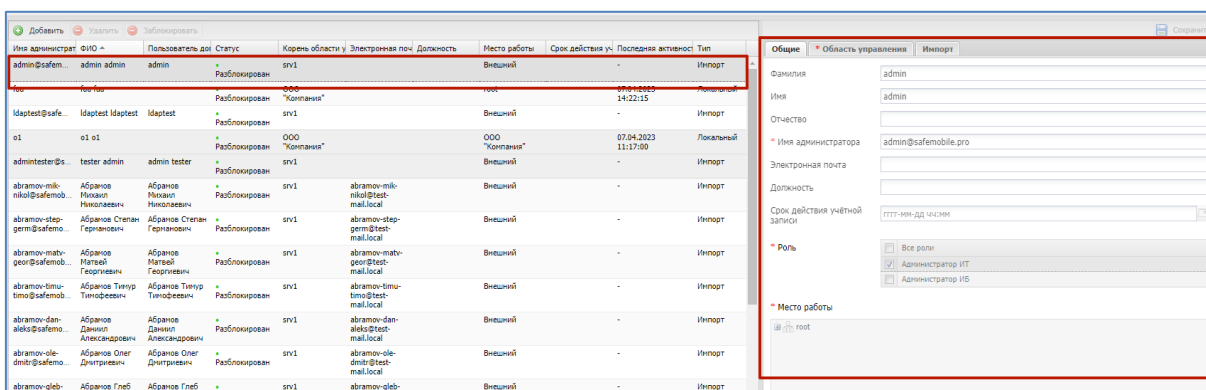 Добавить Удалить Заблокировать
Сохранить
Имя администрат ФИО Пользователь дог Статус Корень области у Электронная поч Должность Место работы Срок действия уч Последняя активност Тип
admin@safem... admin admin admin Разблокирован srv1 Внешний - Импорт
Разблокирован ООО "Компания" root 07.04.2023 14:22:15 Локальный
ldaptest@safe... ldaptest ldaptest ldaptest Разблокирован srv1 Внешний - Импорт
o1 o1 o1 Разблокирован ООО "Компания" ООО "Компания" 07.04.2023 11:17:00 Локальный
admintester@s... tester admin admin tester Разблокирован srv1 Внешний - Импорт
abramov-mik-nikol@safemob... Абрамов Михаил Николаевич Абрамов Михаил Николаевич Разблокирован srv1 abramov-mik-nikol@test-mail.local Внешний - Импорт
abramov-step-germ@safemo... Абрамов Степан Германович Абрамов Степан Германович Разблокирован srv1 abramov-step-germ@test-mail.local Внешний - Импорт
abramov-matv-geor@safemob... Абрамов Матвей Георгиевич Абрамов Матвей Георгиевич Разблокирован srv1 abramov-matv-geor@test-mail.local Внешний - Импорт
abramov-timu-timo@safemob... Абрамов Тимур Тимофеевич Абрамов Тимур Тимофеевич Разблокирован srv1 abramov-timu-timo@test-mail.local Внешний - Импорт
abramov-dan-aleks@safemo... Абрамов Даниил Александрович Абрамов Даниил Александрович Разблокирован srv1 abramov-dan-aleks@test-mail.local Внешний - Импорт
abramov-ole-dmitr@safemo... Абрамов Олег Дмитриевич Абрамов Олег Дмитриевич Разблокирован srv1 abramov-ole-dmitr@test-mail.local Внешний - Импорт
abramov-gleb- Абрамов Глеб Абрамов Глеб srv1 abramov-gleb- Внешний - Импорт
Общие * Область управления Импорт
Фамилия admin
Имя admin
Отчество
* Имя администратора admin@safemobile.pro
Электронная почта
Должность
Срок действия учётной записи гггг-мм-дд чч:мм
* Роль Все роли
Администратор ИТ
Администратор ИБ
* Место работы
root